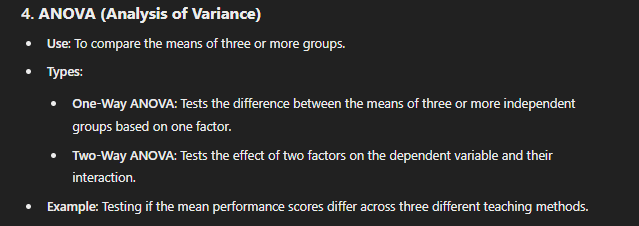 4. ANOVA (Analysis of Variance)
• Use: To compare the means of three or more groups.
• Types:
• One-Way ANOVA: Tests the difference between the means of three or more independent
groups based on one factor.
• Two-Way ANOVA: Tests the effect of two factors on the dependent variable and their
interaction.
• Example: Testing if the mean performance scores differ across three different teaching methods.